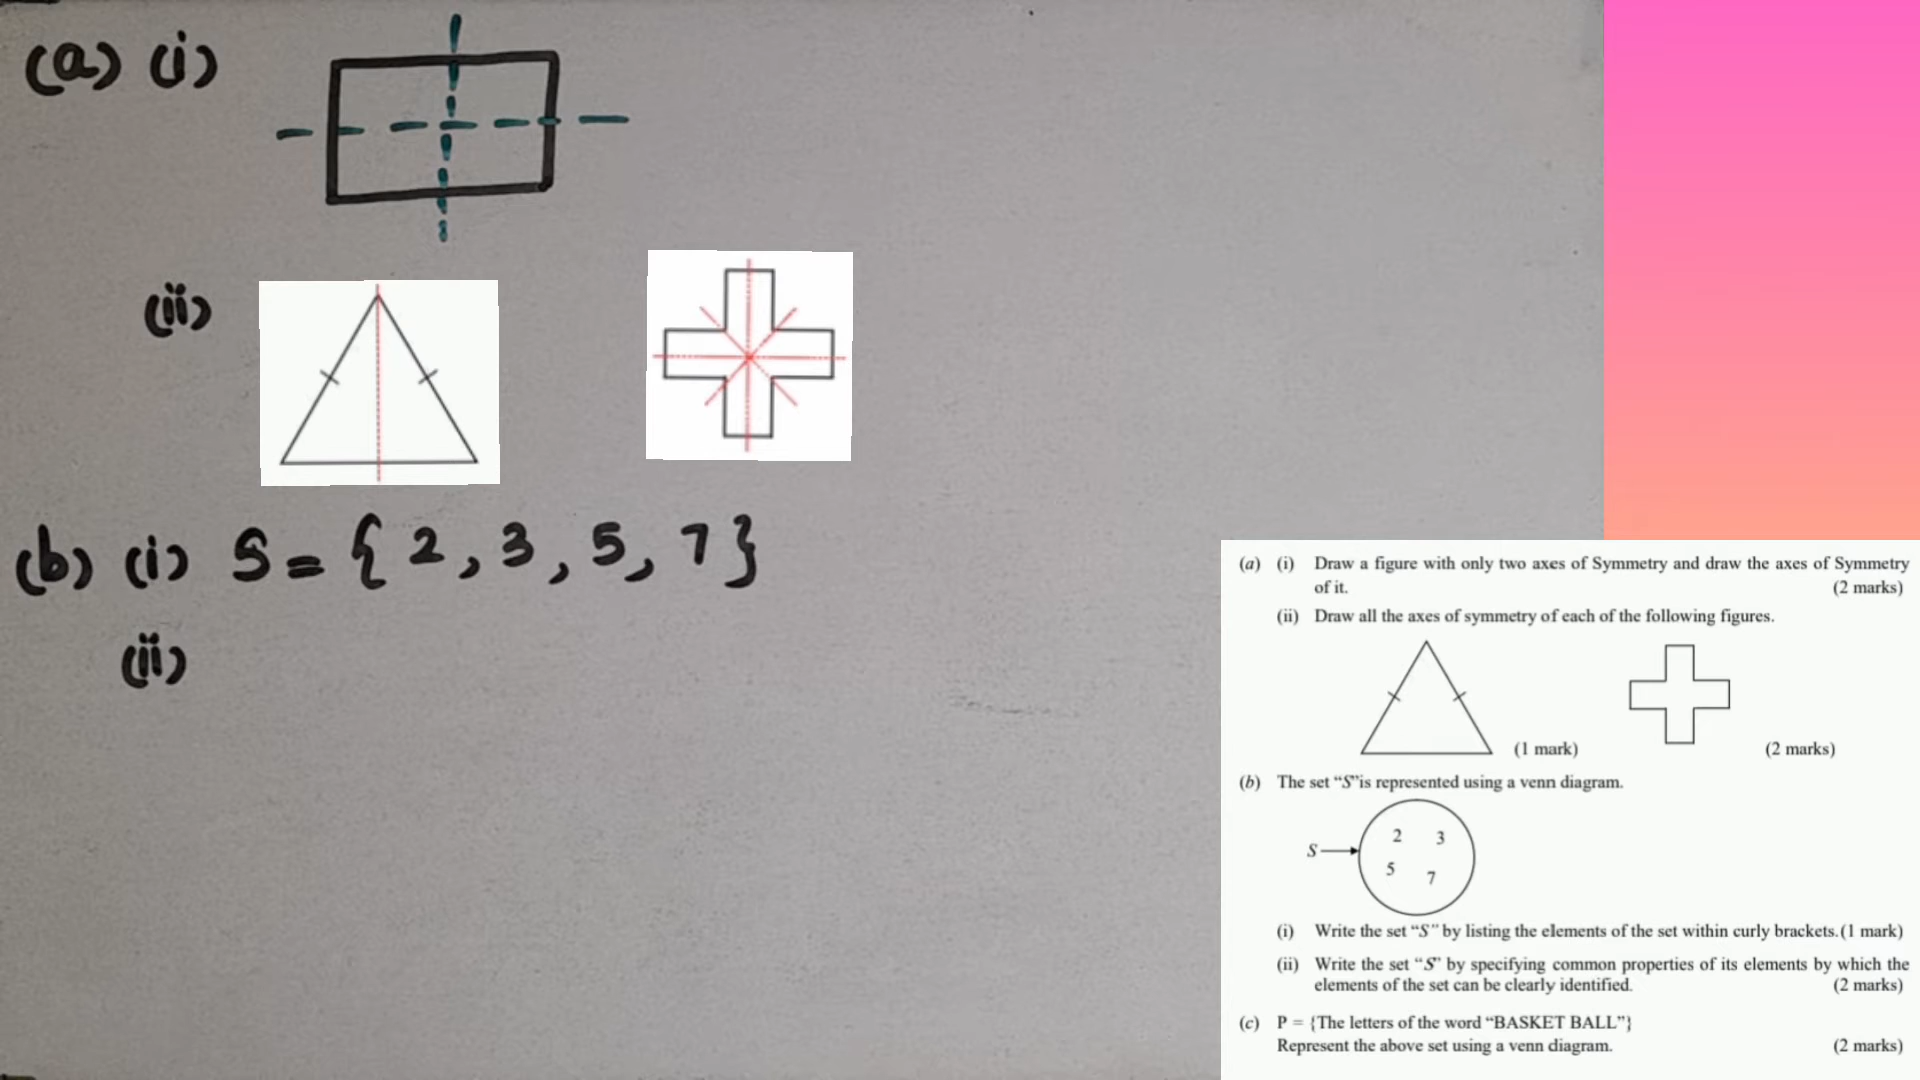 (a) (i)
(ii)
(b) (i) S = { 2 , 3 , 5 , 7 }
(ii)
(a) (i) Draw a figure with only two axes of Symmetry and draw the axes of Symmetry
of it. (2 marks)
(ii) Draw all the axes of symmetry of each of the following figures.
(1 mark) (2 marks)
(b) The set “S”is represented using a venn diagram.
2 3
S
5 7
(i) Write the set “S” by listing the elements of the set within curly brackets.(1 mark)
(ii) Write the set “S” by specifying common properties of its elements by which the
elements of the set can be clearly identified. (2 marks)
(c) P = {The letters of the word “BASKET BALL”}
Represent the above set using a venn diagram. (2 marks)